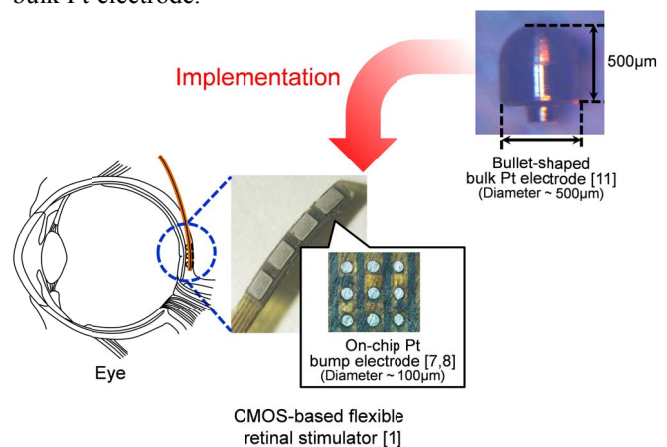 bulk Pt electrode.
Implementation
500µm
Bullet-shaped
bulk Pt electrode [11]
(Diameter ~ 500µm)
On-chip Pt
bump electrode [7,8]
(Diameter ~ 100µm)
Eye
CMOS-based flexible
retinal stimulator [1]